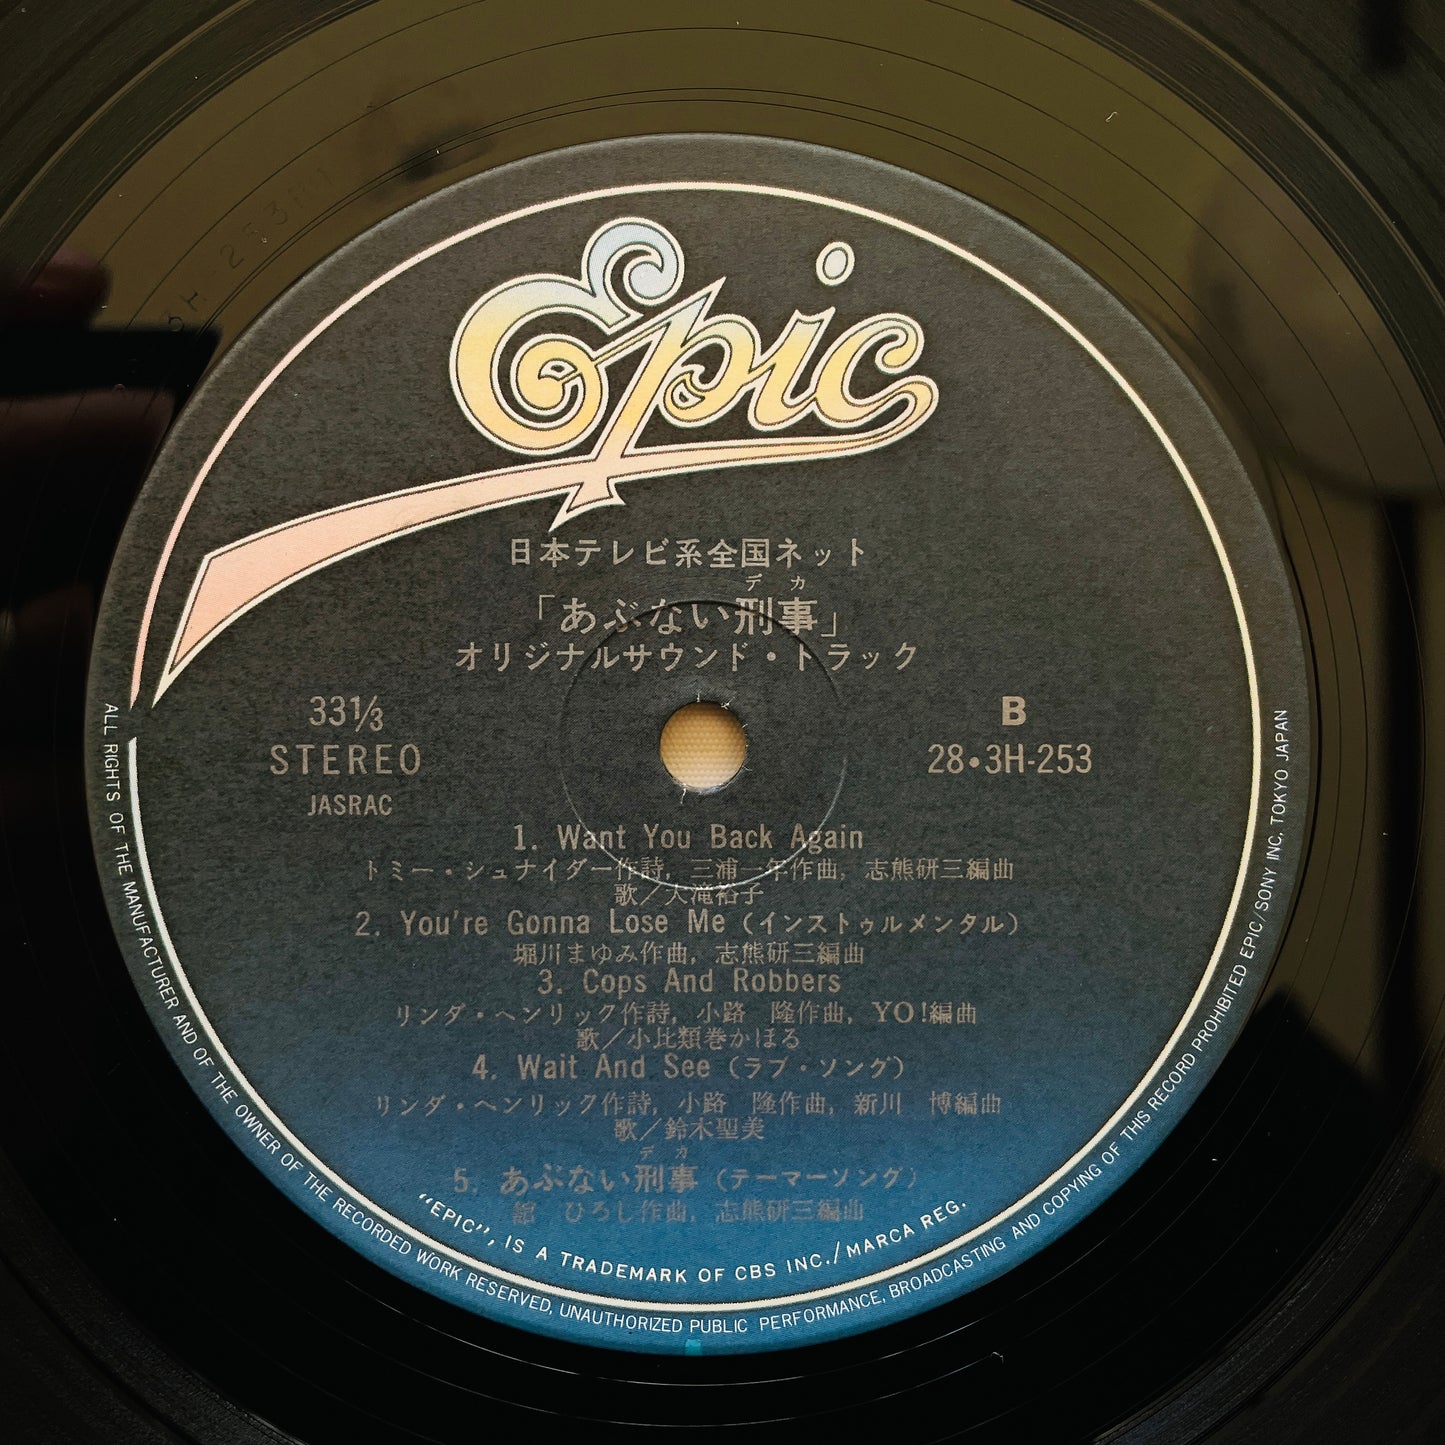 Epic
日本テレビ系全国ネット
デカ
「あぶない刑事」
オリジナルサウンド・トラック
33⅓
STEREO
JASRAC
B
28・3H-253
1. Want You Back Again
トミー・シュナイダー作詩, 三浦一年作曲, 志熊研三編曲
歌／大滝裕子
2. You're Gonna Lose Me (インストゥルメンタル)
堀川まゆみ作曲, 志熊研三編曲
3. Cops And Robbers
リンダ・ヘンリック作詩, 小路 隆作曲, YO!編曲
歌／小比類巻かほる
4. Wait And See (ラブ・ソング)
リンダ・ヘンリック作詩, 小路 隆作曲, 新川 博編曲
歌／鈴木聖美
デカ
5. あぶない刑事 (テーマーソング)
舘 ひろし作曲, 志熊研三編曲
"EPIC", IS A TRADEMARK OF CBS INC./MARCA REG.
ALL RIGHTS OF THE MANUFACTURER AND OF THE OWNER OF THE RECORDED WORK RESERVED, UNAUTHORIZED PUBLIC PERFORMANCE, BROADCASTING AND COPYING OF THIS RECORD PROHIBITED EPIC/SONY INC, TOKYO JAPAN